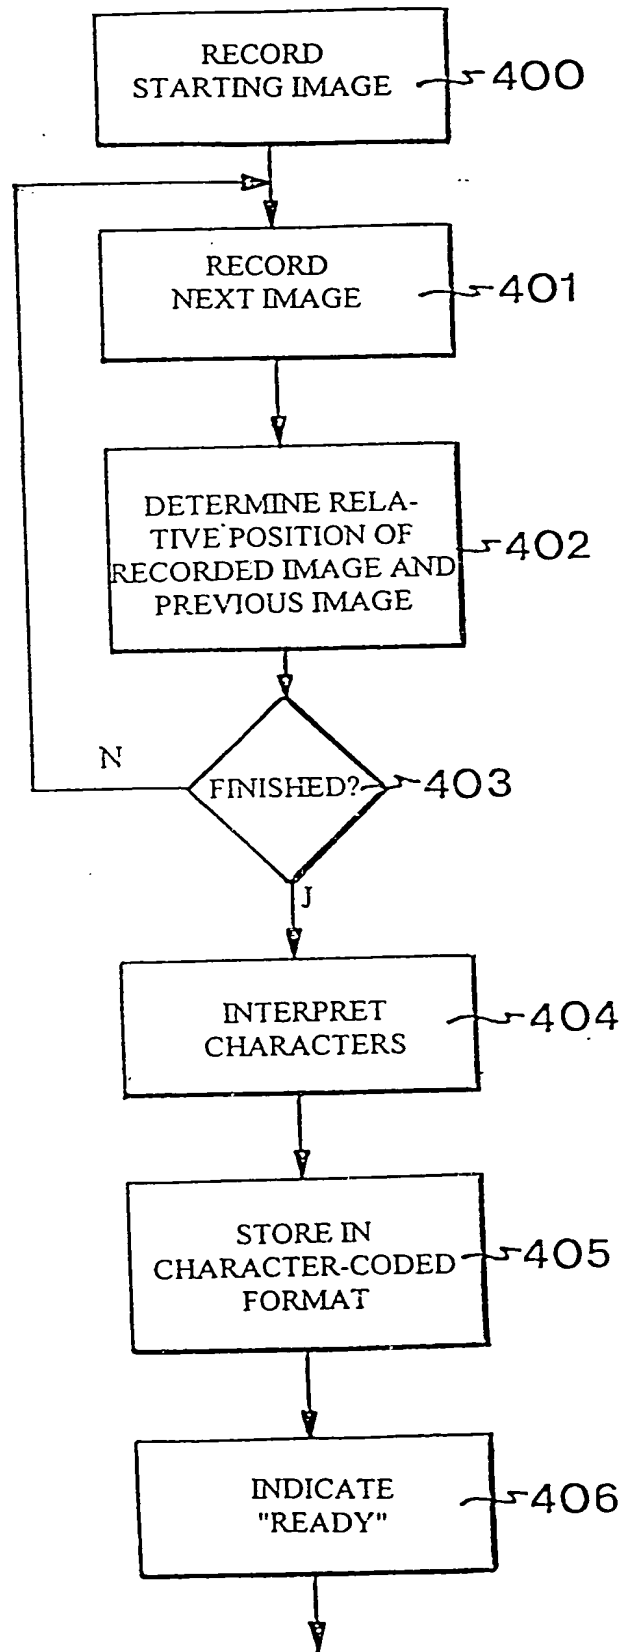 RECORD
STARTING IMAGE
400
RECORD
NEXT IMAGE
401
DETERMINE RELA-
TIVE POSITION OF
RECORDED IMAGE AND
PREVIOUS IMAGE
402
N
FINISHED?
403
J
INTERPRET
CHARACTERS
404
STORE IN
CHARACTER-CODED
FORMAT
405
INDICATE
"READY"
406